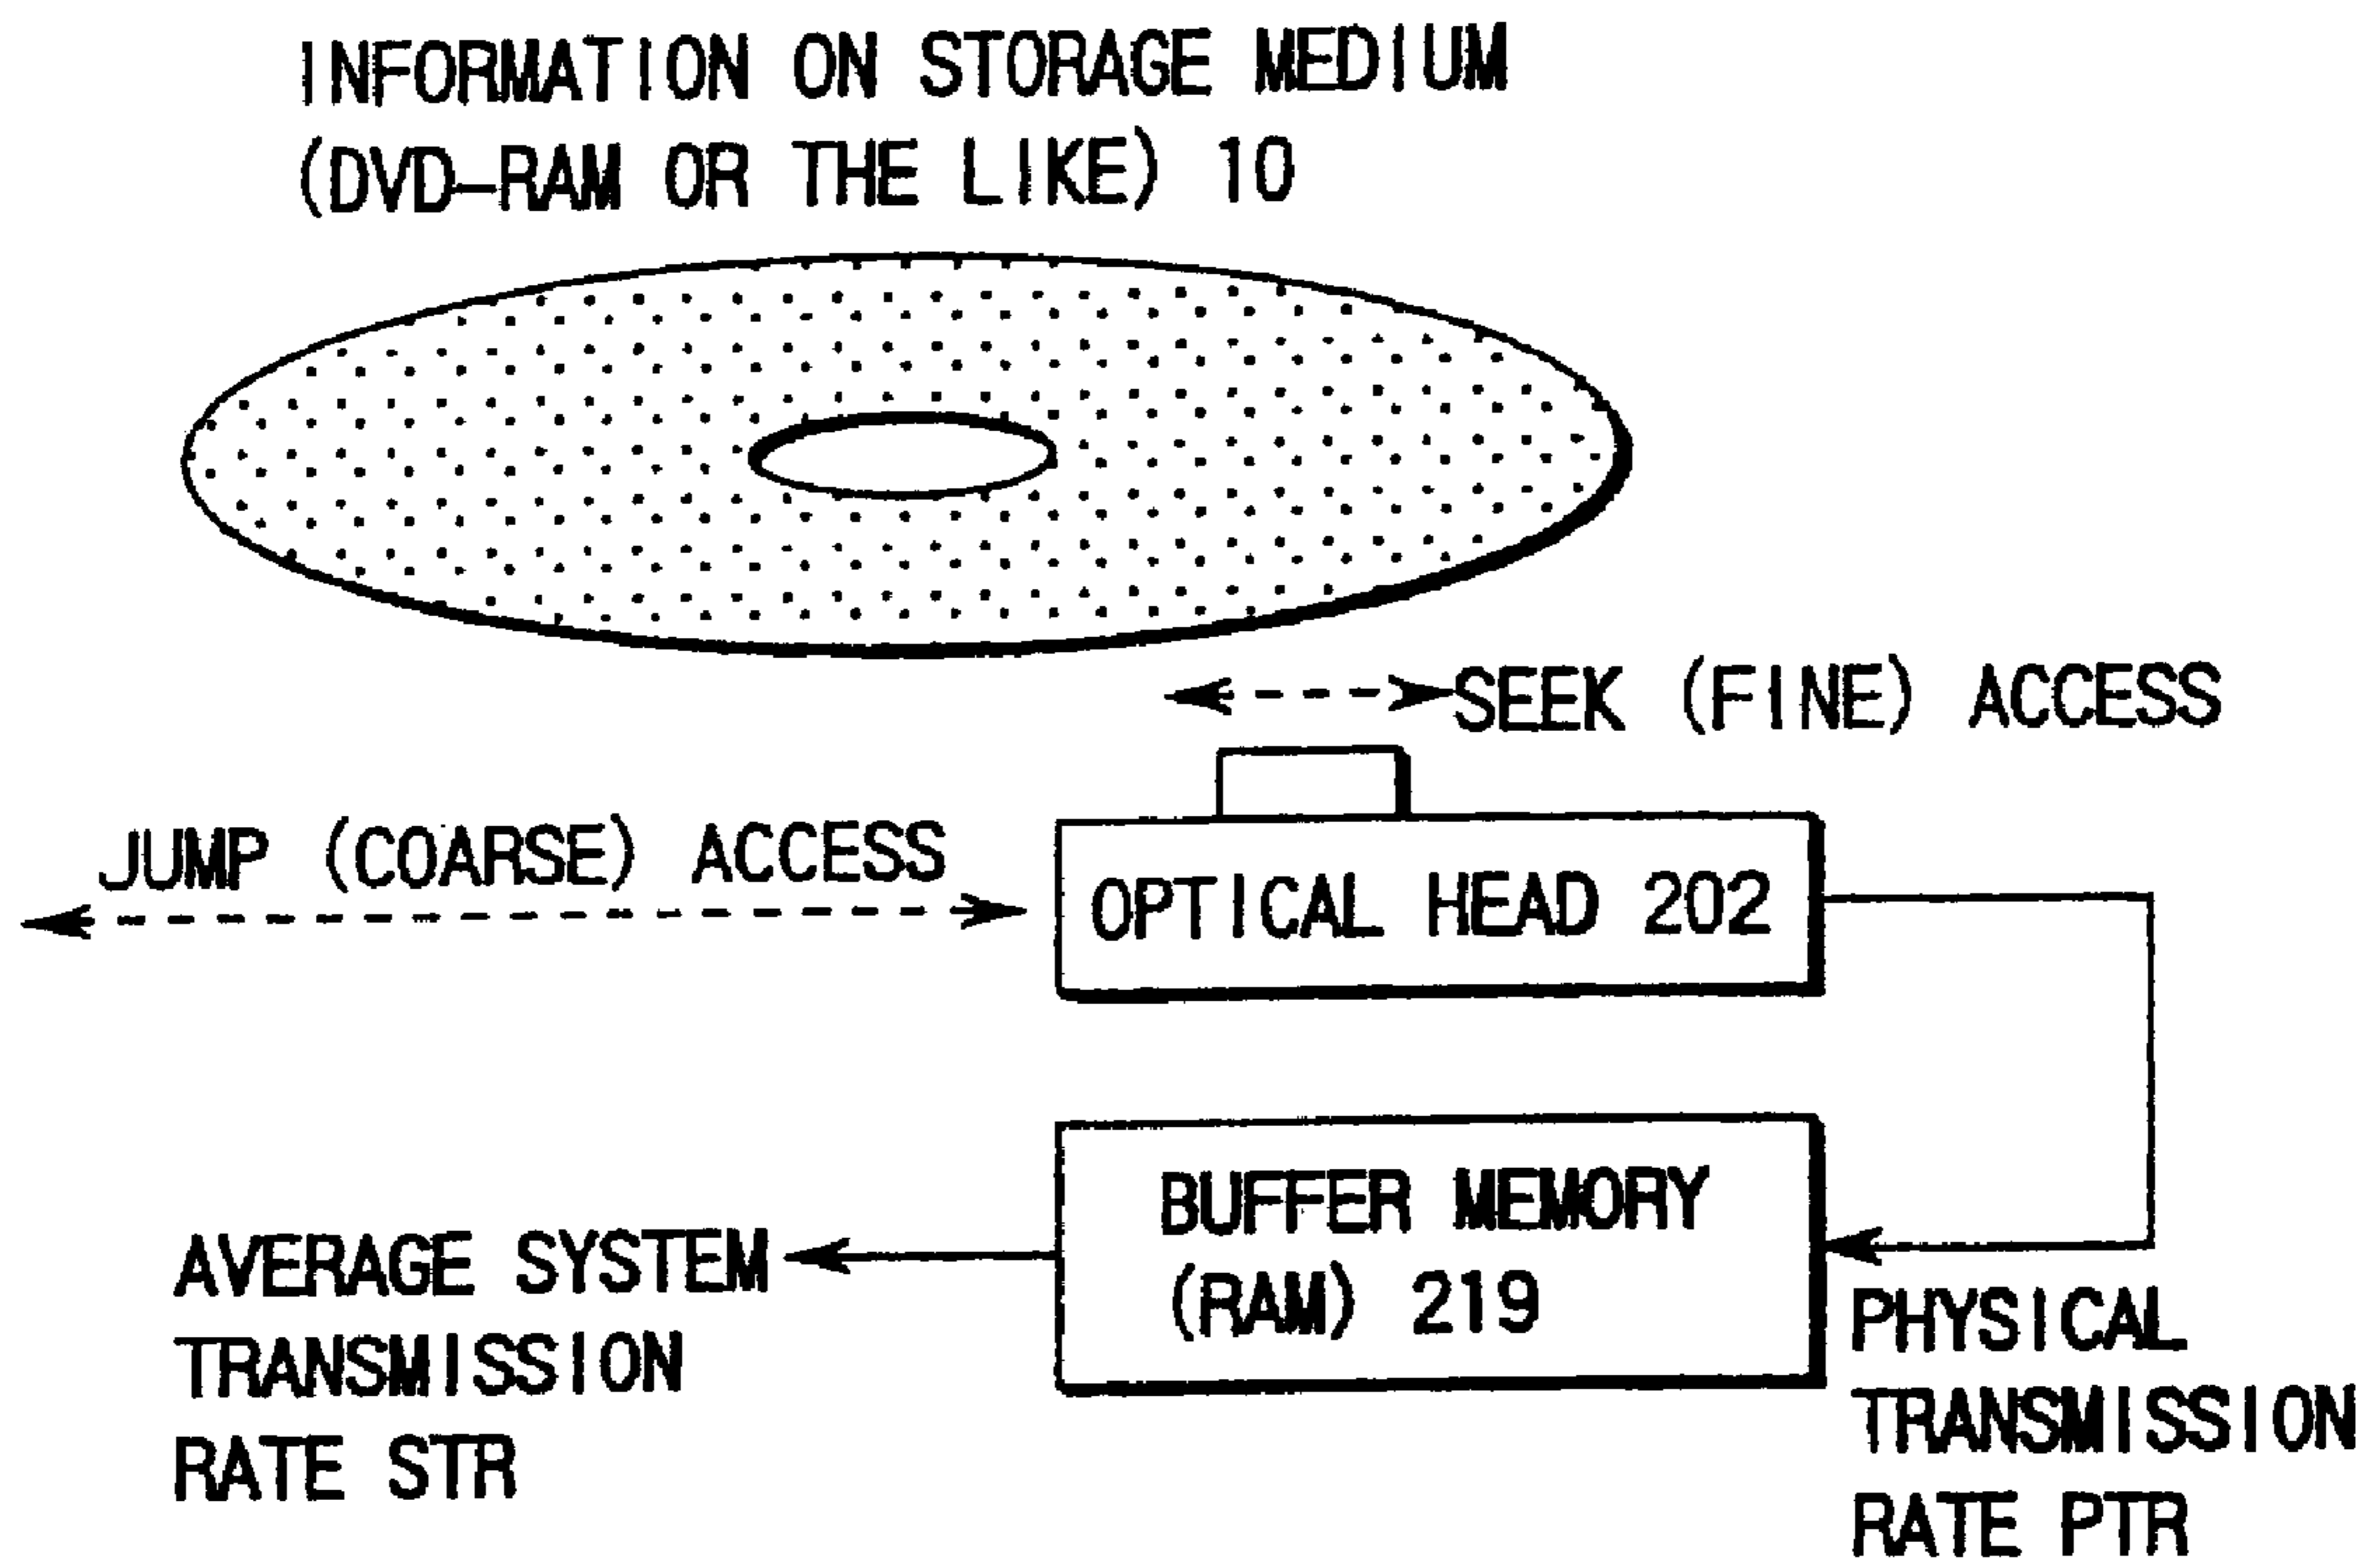 INFORMATION ON STORAGE MEDIUM
(DVD-RAM OR THE LIKE) 10
SEEK (FINE) ACCESS
JUMP (COARSE) ACCESS
OPTICAL HEAD 202
BUFFER MEMORY
(RAM) 219
AVERAGE SYSTEM
TRANSMISSION
RATE STR
PHYSICAL
TRANSMISSION
RATE PTR